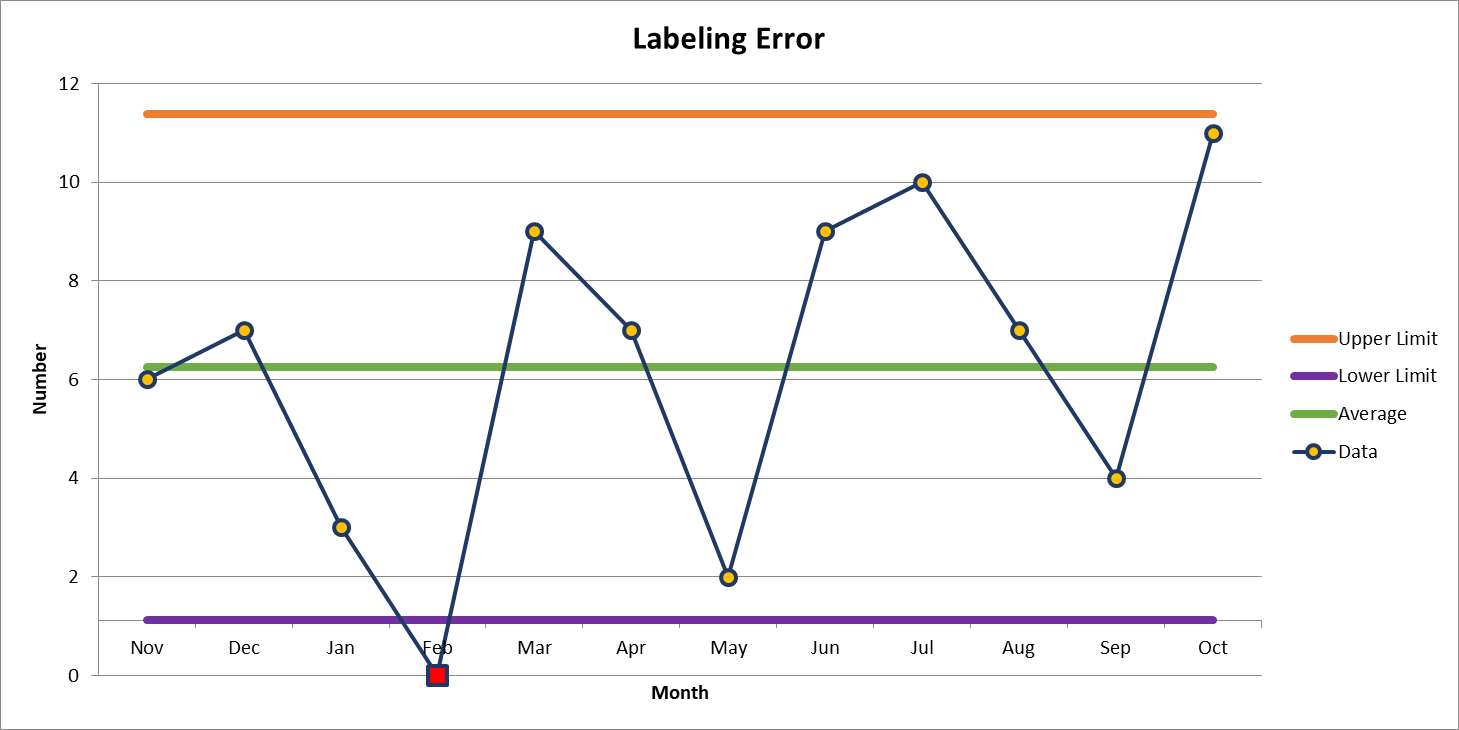 Labeling Error
12
10
8
6
4
2
0
Number
Nov Dec Jan Feb Mar Apr May Jun Jul Aug Sep Oct
Month
Upper Limit
Lower Limit
Average
Data